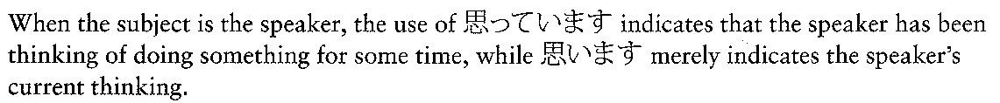 When the subject is the speaker, the use of 思っています indicates that the speaker has been
thinking of doing something for some time, while 思います merely indicates the speaker's
current thinking.